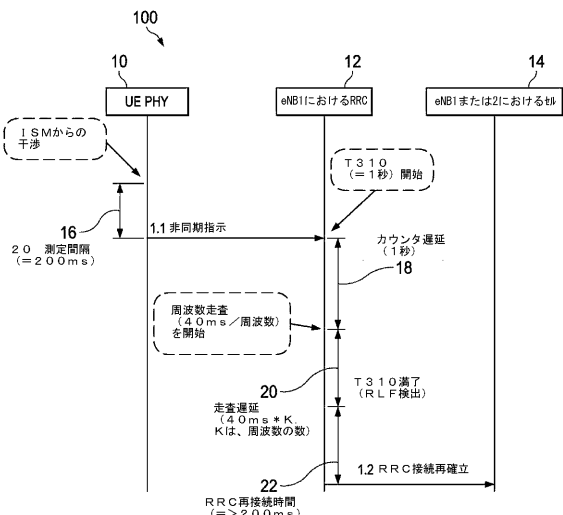 100
10
12
14
UE PHY
eNB1におけるRRC
eNB1または2におけるセル
ISMからの
干渉
T310
(=1秒)開始
16
1.1 非同期指示
20 測定間隔
(=200ms)
カウンタ遅延
(1秒)
18
周波数走査
(40ms/周波数)
を開始
20
T310満了
(RLF検出)
走査遅延
(40ms*K,
Kは、周波数の数)
22
1.2 RRC接続再確立
RRC再接続時間
(=>200ms)